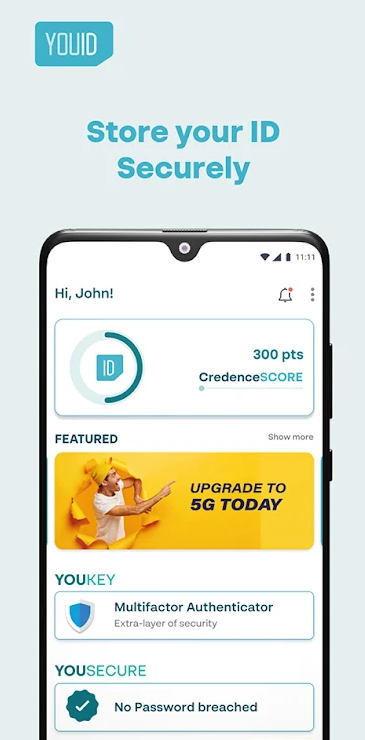 YOUID
Store your ID
Securely
11:11
Hi, John!
ID
300 pts
CredenceSCORE
FEATURED
Show more
UPGRADE TO
5G TODAY
YOUKEY
Multifactor Authenticator
Extra-layer of security
YOUSECURE
No Password breached